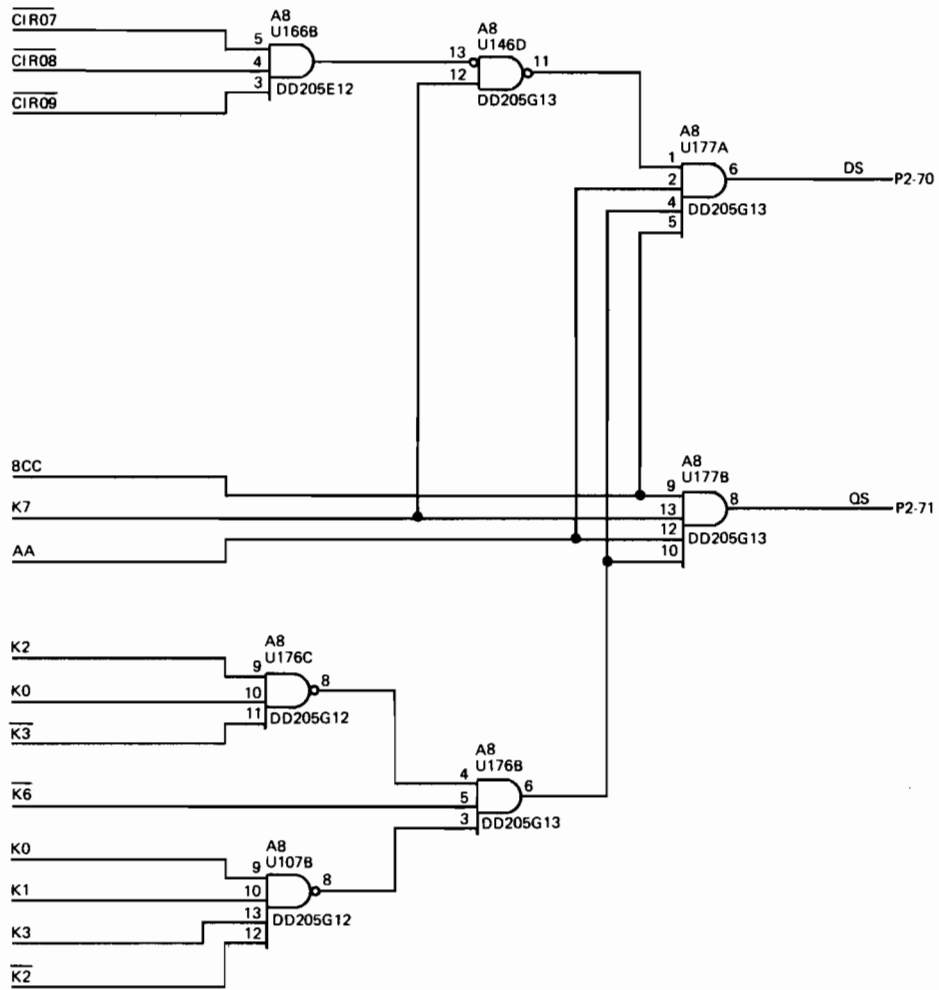 CIR07
CIR08
CIR09
A8
U166B
5
4
3
DD205E12
A8
U146D
13
12
11
DD205G13
A8
U177A
1
2
4
5
6
DD205G13
DS
P2-70
8CC
K7
AA
A8
U177B
9
13
12
10
8
DD205G13
QS
P2-71
K2
K0
K3
A8
U176C
9
10
11
8
DD205G12
K6
A8
U176B
4
5
3
6
DD205G13
K0
K1
K3
K2
A8
U107B
9
10
13
12
8
DD205G12